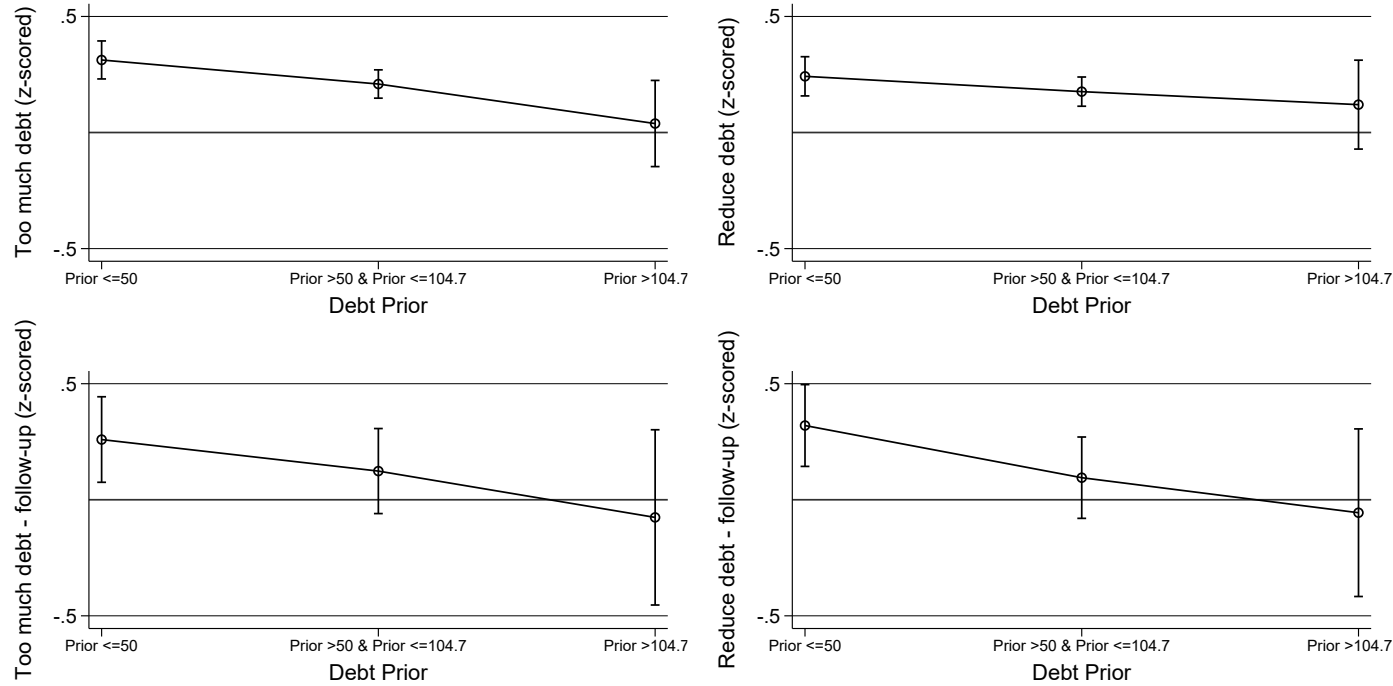 Too much debt (z-scored)
.5
-.5
Prior <=50
Prior >50 & Prior <=104.7
Prior >104.7
Debt Prior
Reduce debt (z-scored)
.5
-.5
Prior <=50
Prior >50 & Prior <=104.7
Prior >104.7
Debt Prior
Too much debt - follow-up (z-scored)
.5
-.5
Prior <=50
Prior >50 & Prior <=104.7
Prior >104.7
Debt Prior
Reduce debt - follow-up (z-scored)
.5
-.5
Prior <=50
Prior >50 & Prior <=104.7
Prior >104.7
Debt Prior